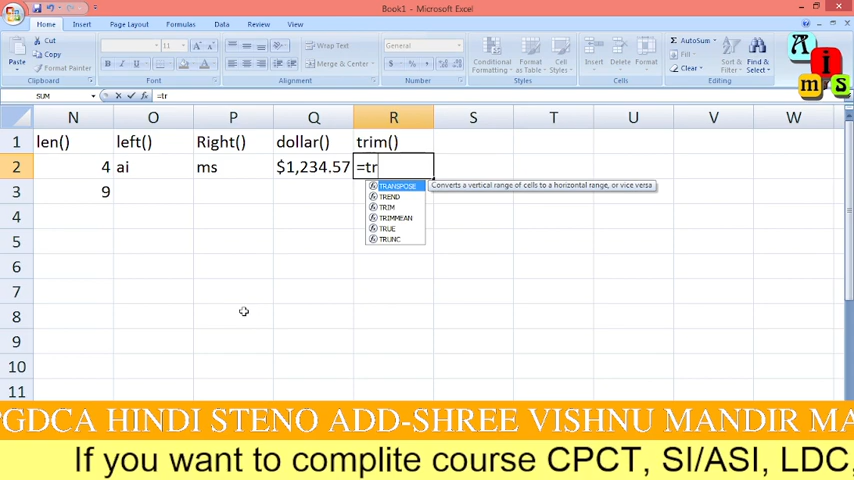 Book1 - Microsoft Excel
Home Insert Page Layout Formulas Data Review View
Cut
Copy
Format Painter
Paste
Clipboard
11
B I U
Font
Wrap Text
Merge & Center
Alignment
General
Number
Conditional Formatting
Format as Table
Cell Styles
Styles
Insert Delete Format
Cells
AutoSum
Fill
Clear
Sort & Filter
Find & Select
Editing
A i m s
SUM =tr
N O P Q R S T U V W
1 len() left() Right() dollar() trim()
2 4 ai ms $1,234.57 =tr
TRANSPOSE Converts a vertical range of cells to a horizontal range, or vice versa
3 9
TREND
TRIM
4 TRIMMEAN
TRUE
5 TRUNC
6
7
8
9
10
11
PGDCA HINDI STENO ADD-SHREE VISHNU MANDIR MA
If you want to complite course CPCT, SI/ASI, LDC,